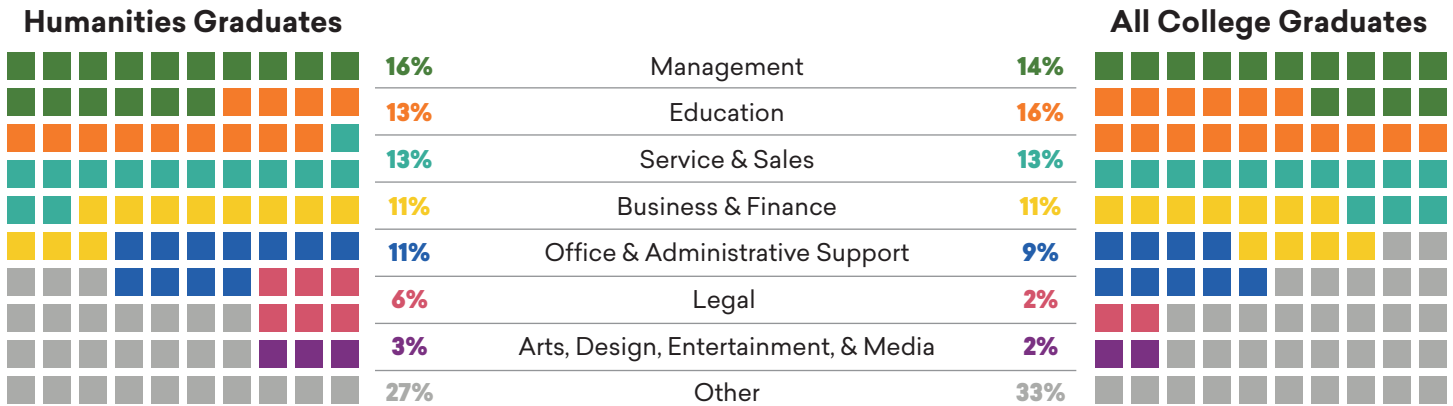 Humanities Graduates
All College Graduates
16% Management 14%
13% Education 16%
13% Service & Sales 13%
11% Business & Finance 11%
11% Office & Administrative Support 9%
6% Legal 2%
3% Arts, Design, Entertainment, & Media 2%
27% Other 33%